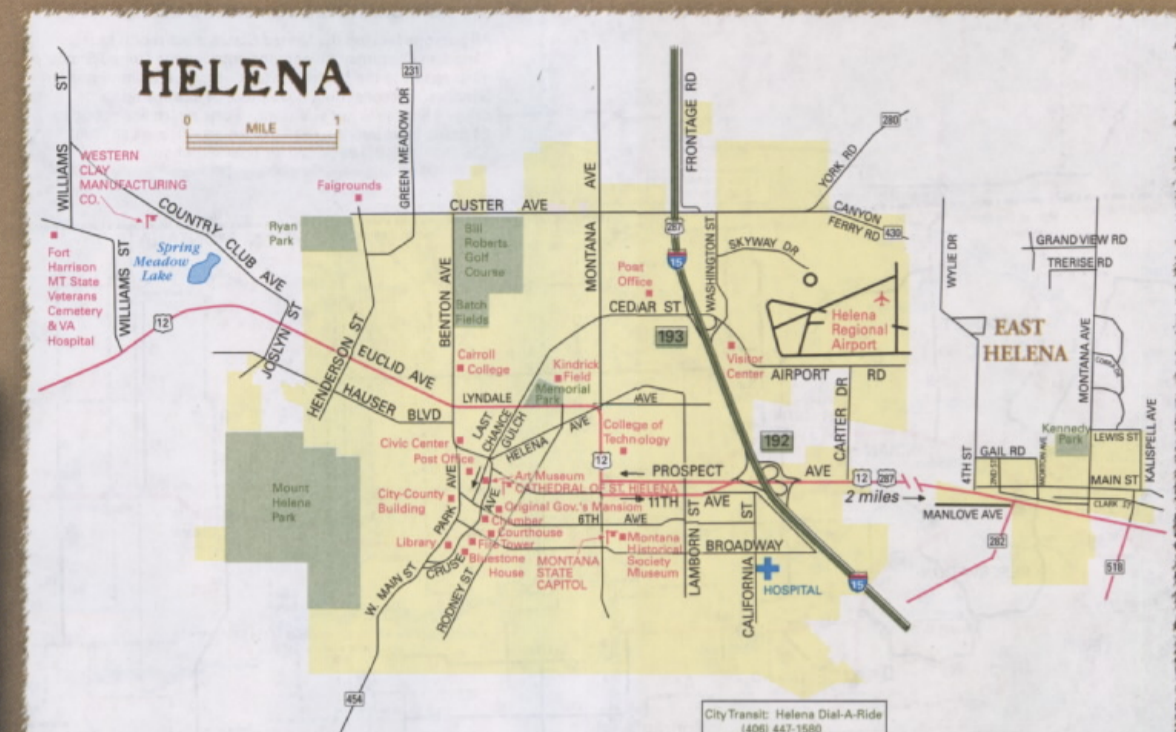 HELENA
0 1
MILE
WILLIAMS ST
WESTERN
CLAY
MANUFACTURING
CO.
COUNTRY CLUB AVE
Spring
Meadow
Lake
Fort
Harrison
MT State
Veterans
Cemetery
& VA
Hospital
WILLIAMS ST
12
JOSLYN ST
Faigrounds
231
GREEN MEADOW DR
Ryan
Park
CUSTER AVE
Bill
Roberts
Golf
Course
Batch
Fields
BENTON AVE
MONTANA AVE
FRONTAGE RD
287
15
280
YORK RD
CANYON
FERRY RD
430
SKYWAY DR
WASHINGTON ST
Post
Office
CEDAR ST
193
Visitor
Center
Helena
Regional
Airport
AIRPORT RD
CARTER DR
HENDERSON ST
EUCLID AVE
HAUSER BLVD
Carroll
College
Kindrick
Field
Memorial
Park
LYNDALE AVE
LAST
CHANCE
GULCH
HELENA AVE
Civic Center
Post Office
College of
Technology
12
192
PROSPECT AVE
12
287
2 miles
Art Museum
CATHEDRAL OF ST. HELENA
City-County
Building
PARK AVE
AVE
Original Gov.'s Mansion
11TH AVE
Chamber
6TH AVE
Courthouse
Library
Fire Tower
Bluestone
House
MONTANA
STATE
CAPITOL
Montana
Historical
Society
Museum
BROADWAY
LAMBORN ST
CALIFORNIA ST
HOSPITAL
15
W. MAIN ST
CRUSE
RODNEY ST
454
Mount
Helena
Park
WYLIE DR
GRAND VIEW RD
TRERISE RD
EAST
HELENA
MONTANA AVE
Kennedy
Park
LEWIS ST
KALISPELL AVE
4TH ST
GAIL RD
2ND ST
MORTON AVE
MAIN ST
CLARK ST
MANLOVE AVE
282
518
City Transit: Helena Dial-A-Ride
(406) 447-1580